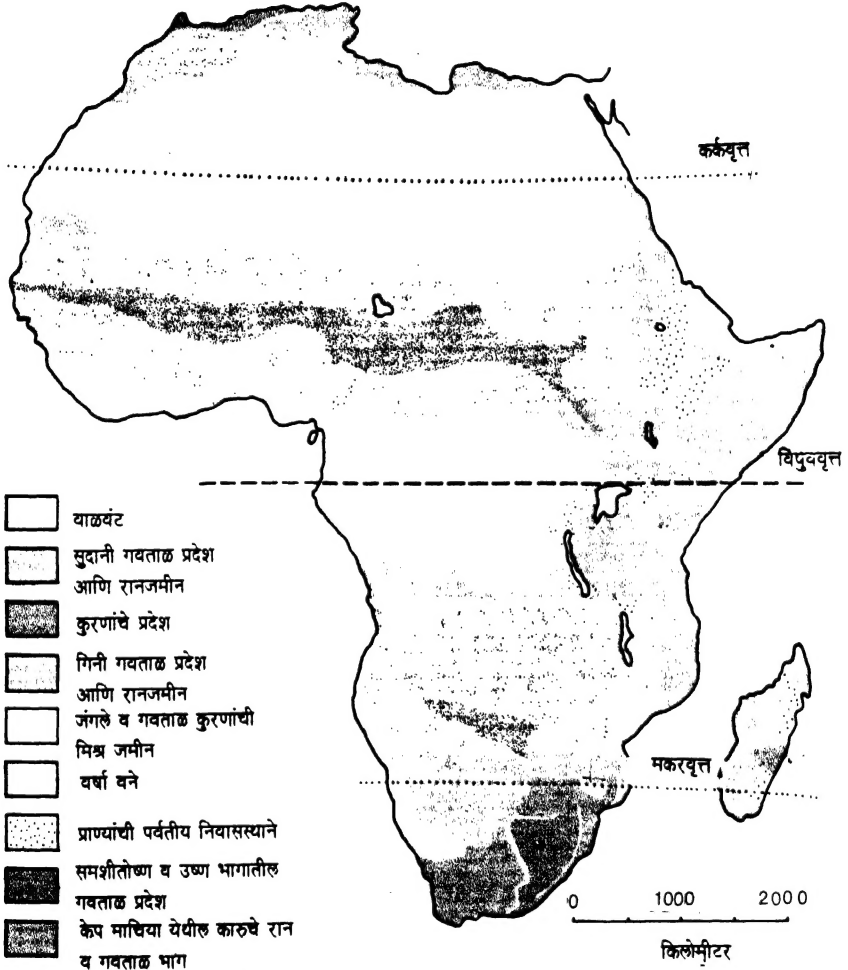 कर्कवृत्त
विषुववृत्त
वाळवंट
सुदानी गवताळ प्रदेश
आणि रानजमीन
कुरणांचे प्रदेश
गिनी गवताळ प्रदेश
आणि रानजमीन
जंगले व गवताळ कुरणांची
मिश्र जमीन
वर्षा वने
प्राण्यांची पर्वतीय निवासस्थाने
समशीतोष्ण व उष्ण भागातील
गवताळ प्रदेश
केप माचिया येथील कारुचे रान
व गवताळ भाग
मकरवृत्त
0 1000 2000
किलोमीटर